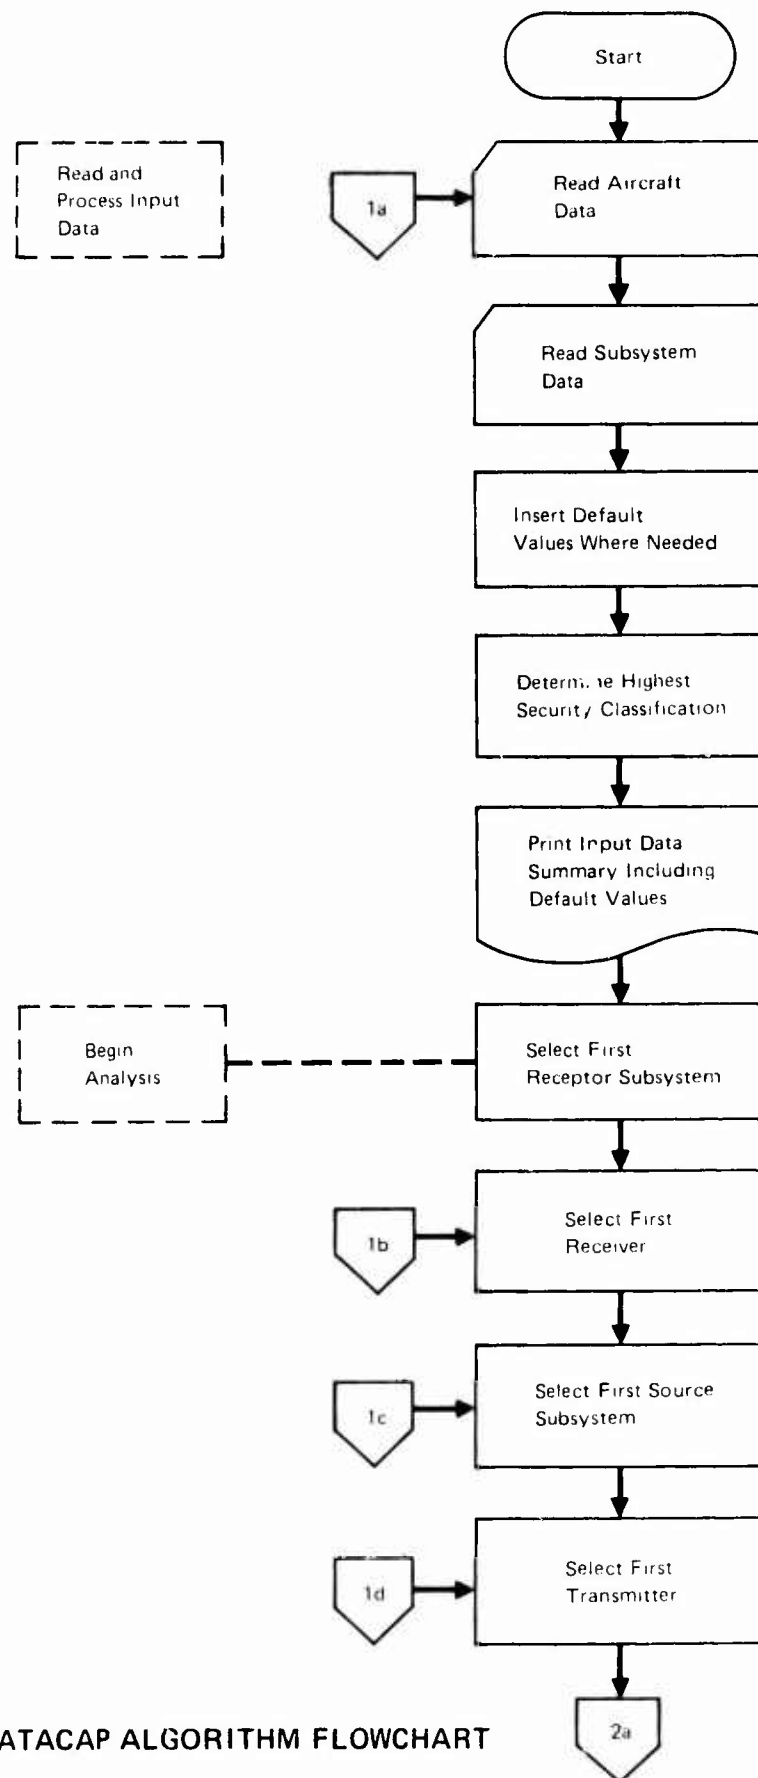 Start
Read and
Process Input
Data
1a
Read Aircraft
Data
Read Subsystem
Data
Insert Default
Values Where Needed
Determine Highest
Security Classification
Print Input Data
Summary Including
Default Values
Begin
Analysis
Select First
Receptor Subsystem
1b
Select First
Receiver
1c
Select First Source
Subsystem
1d
Select First
Transmitter
ATACAP ALGORITHM FLOWCHART
2a